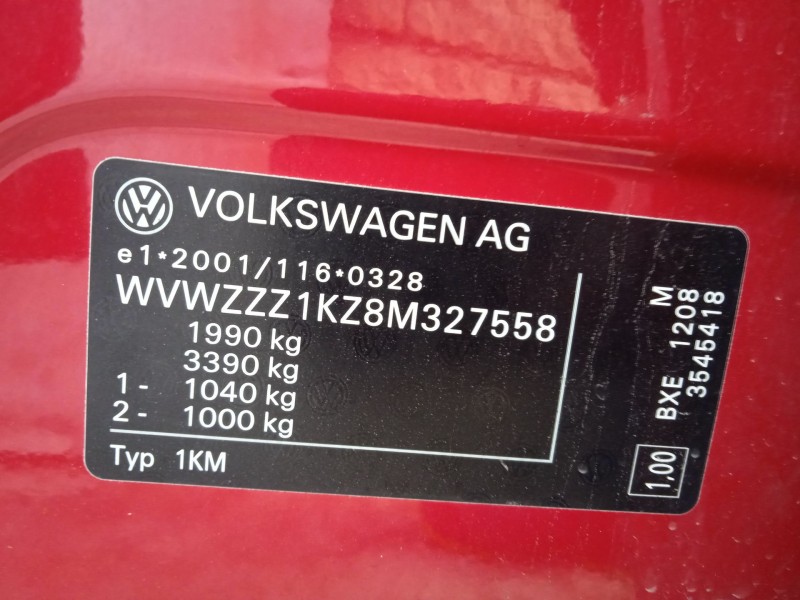 VOLKSWAGEN AG
e1*2001/116*0328
WVWZZZ1KZ8M327558
1990 kg
3390 kg
1- 1040 kg
2- 1000 kg
Typ 1KM
M
BXE 1208
3545418
1,00